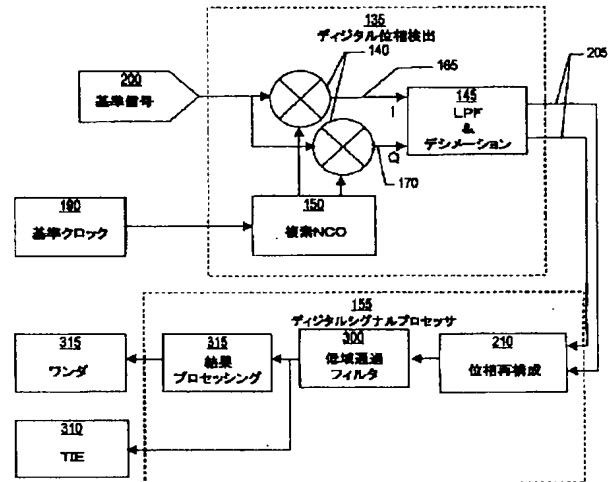 135
ディジタル位相検出
140
165
205
200
基準信号
145
LPF
&
デシメーション
I
Q
170
190
基準クロック
150
複素NCO
155
ディジタルシグナルプロセッサ
315
ワンダ
315
結果
プロセッシング
300
低域通過
フィルタ
210
位相再構成
310
TIE